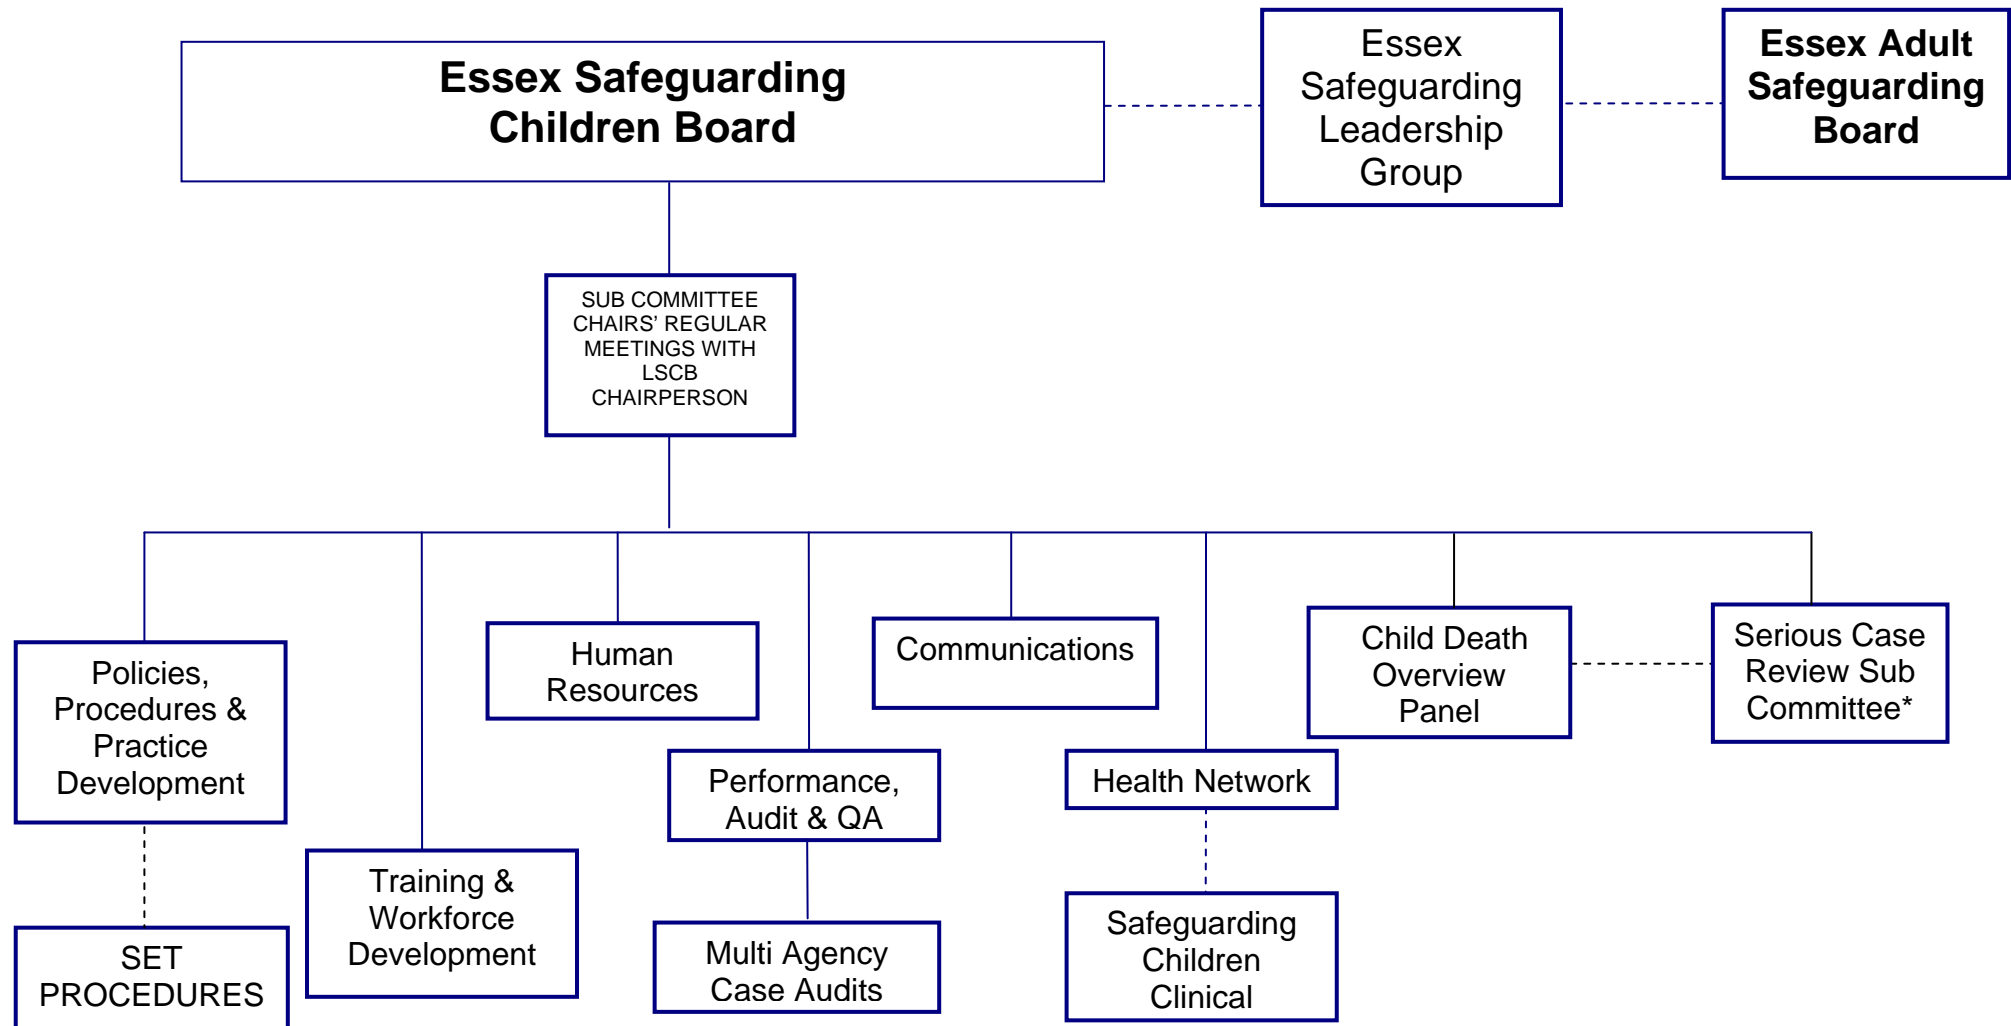 Essex Safeguarding
Children Board
Essex
Safeguarding
Leadership
Group
Essex Adult
Safeguarding
Board
SUB COMMITTEE
CHAIRS’ REGULAR
MEETINGS WITH
LSCB
CHAIRPERSON
Policies,
Procedures &
Practice
Development
Human
Resources
Communications
Child Death
Overview
Panel
Serious Case
Review Sub
Committee*
Performance,
Audit & QA
Health Network
Training &
Workforce
Development
SET
PROCEDURES
Multi Agency
Case Audits
Safeguarding
Children
Clinical